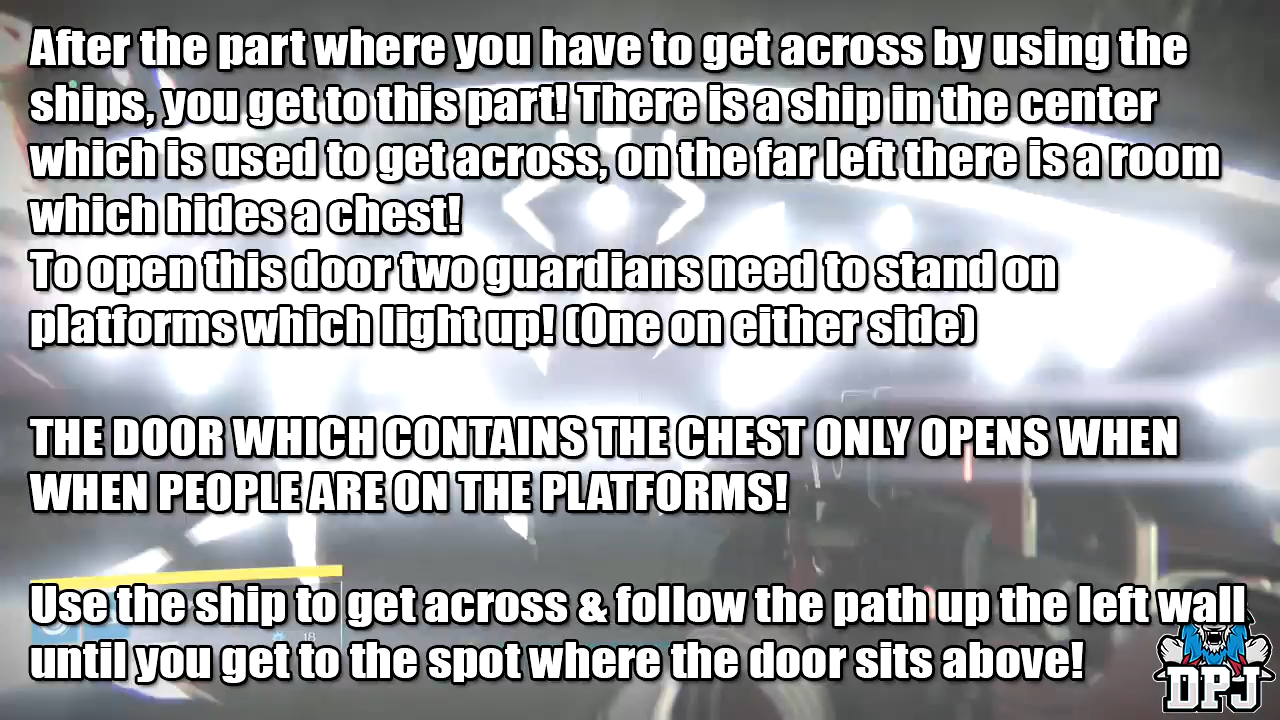 After the part where you have to get across by using the
ships, you get to this part! There is a ship in the center
which is used to get across, on the far left there is a room
which hides a chest!
To open this door two guardians need to stand on
platforms which light up! (One on either side)
THE DOOR WHICH CONTAINS THE CHEST ONLY OPENS WHEN
WHEN PEOPLE ARE ON THE PLATFORMS!
Use the ship to get across & follow the path up the left wall
until you get to the spot where the door sits above!
18
DPJ